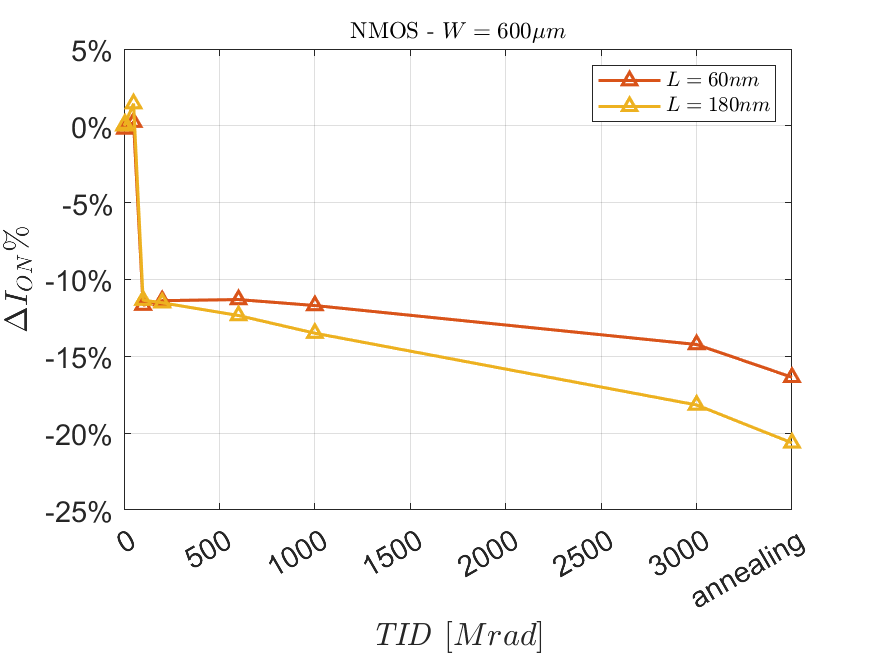 NMOS - W = 600μm
L = 60nm
L = 180nm
5%
0%
-5%
-10%
-15%
-20%
-25%
ΔI_ON%
0
500
1000
1500
2000
2500
3000
annealing
TID [Mrad]